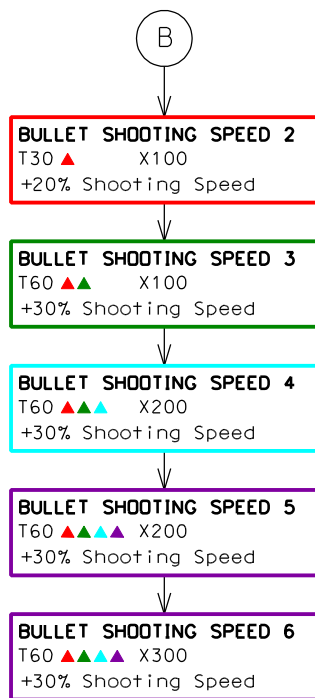 B
BULLET SHOOTING SPEED 2
T30 ▲ X100
+20% Shooting Speed
BULLET SHOOTING SPEED 3
T60 ▲▲ X100
+30% Shooting Speed
BULLET SHOOTING SPEED 4
T60 ▲▲▲ X200
+30% Shooting Speed
BULLET SHOOTING SPEED 5
T60 ▲▲▲▲ X200
+30% Shooting Speed
BULLET SHOOTING SPEED 6
T60 ▲▲▲▲ X300
+30% Shooting Speed